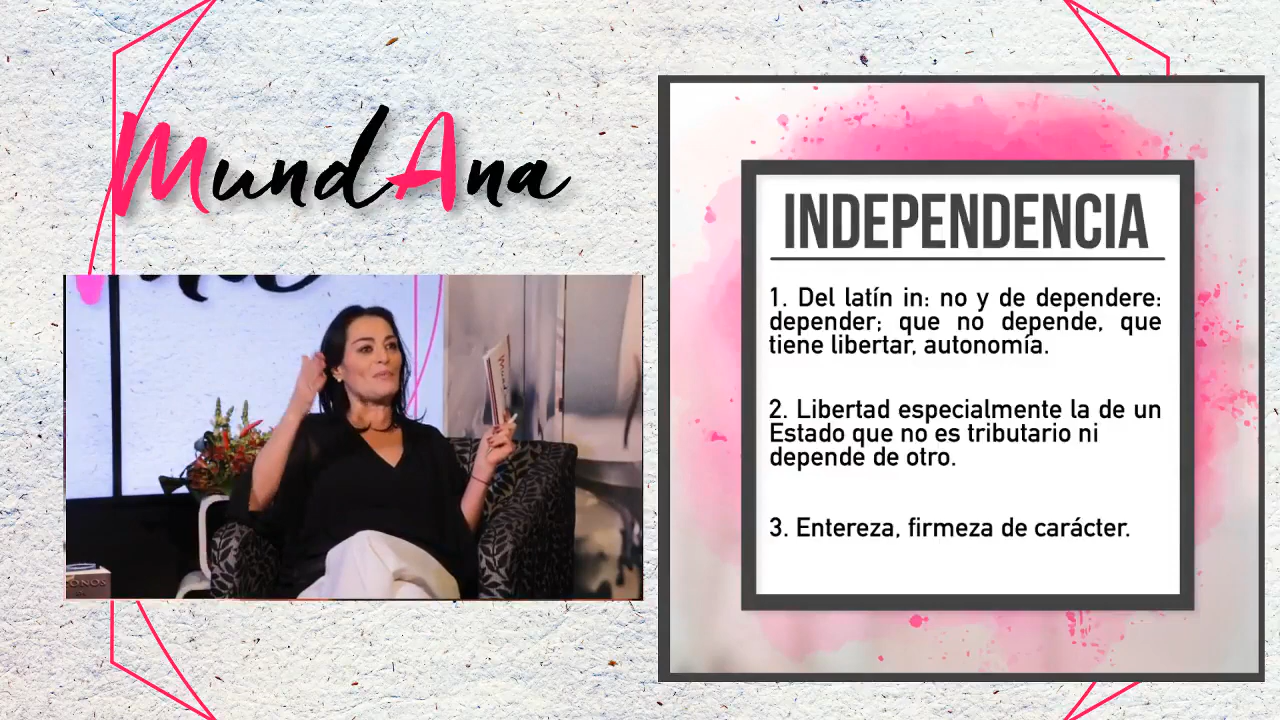 MundAna
INDEPENDENCIA
1. Del latín in: no y de dependere:
depender; que no depende, que
tiene libertar, autonomía.
2. Libertad especialmente la de un
Estado que no es tributario ni
depende de otro.
3. Entereza, firmeza de carácter.